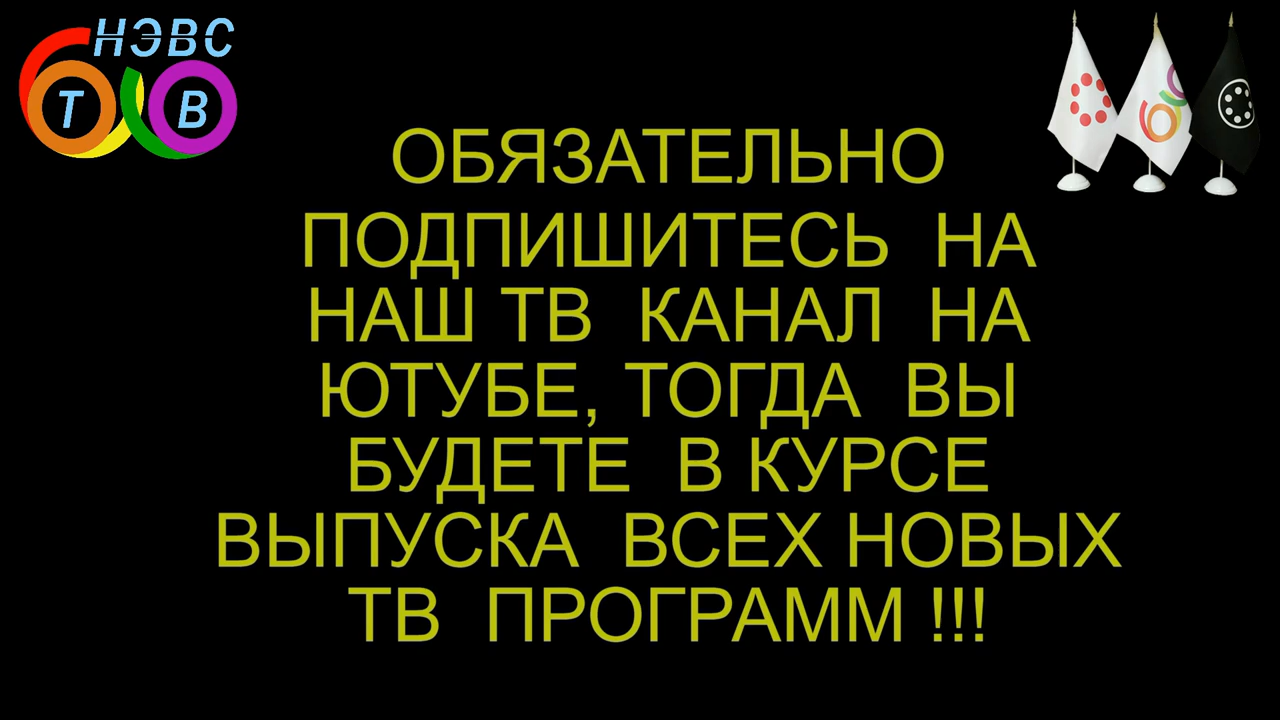 НЭВС
Т В
ОБЯЗАТЕЛЬНО
ПОДПИШИТЕСЬ НА
НАШ ТВ КАНАЛ НА
ЮТУБЕ, ТОГДА ВЫ
БУДЕТЕ В КУРСЕ
ВЫПУСКА ВСЕХ НОВЫХ
ТВ ПРОГРАММ !!!